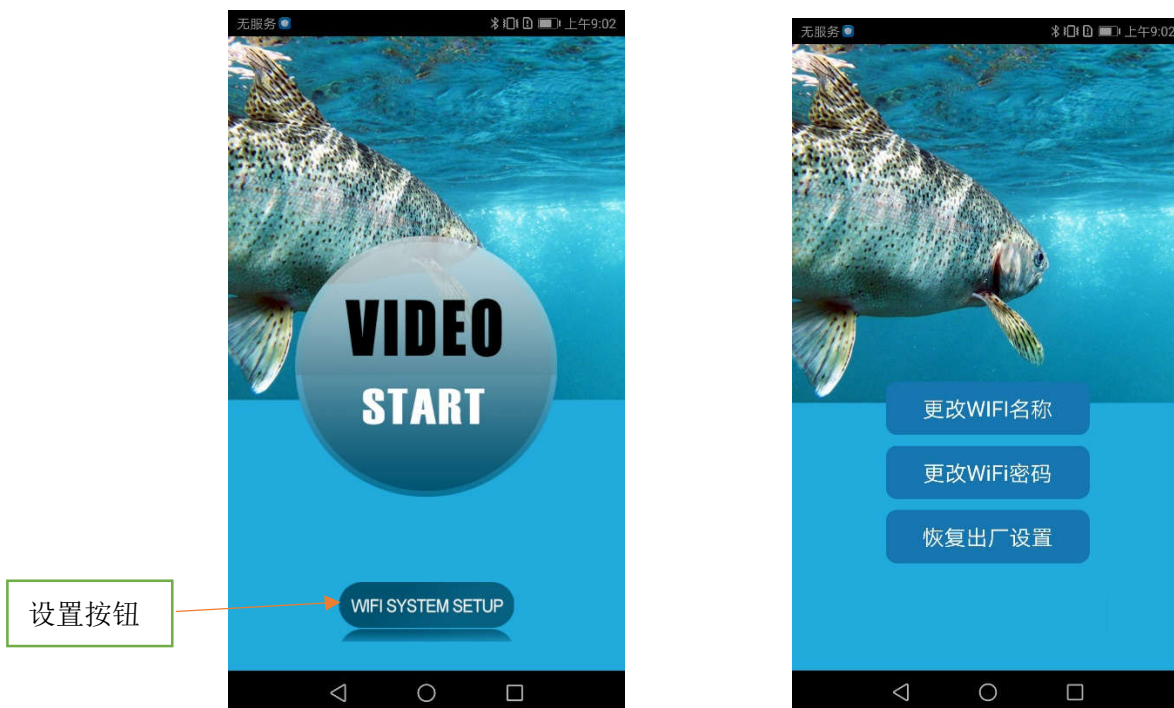 无服务
上午9:02
VIDEO
START
WIFI SYSTEM SETUP
设置按钮
无服务
上午9:02
更改WIFI名称
更改WiFi密码
恢复出厂设置